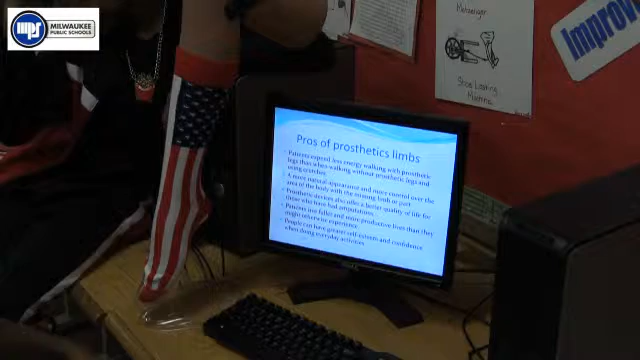 mps
MILWAUKEE
PUBLIC SCHOOLS
Metzeliger
Shoe Lasting
Machine
Improv
Pros of prosthetics limbs
Patients expend less energy walking with prosthetic
legs than when walking without prosthetic legs and
using crutches
A more natural appearance and more control over the
area of the body with the missing limb or part
Prosthetic devices also offer a better quality of life for
those who have had amputations
Patients live fuller and more productive lives than they
might otherwise experience
People can have greater self-esteem and confidence
when doing everyday activities